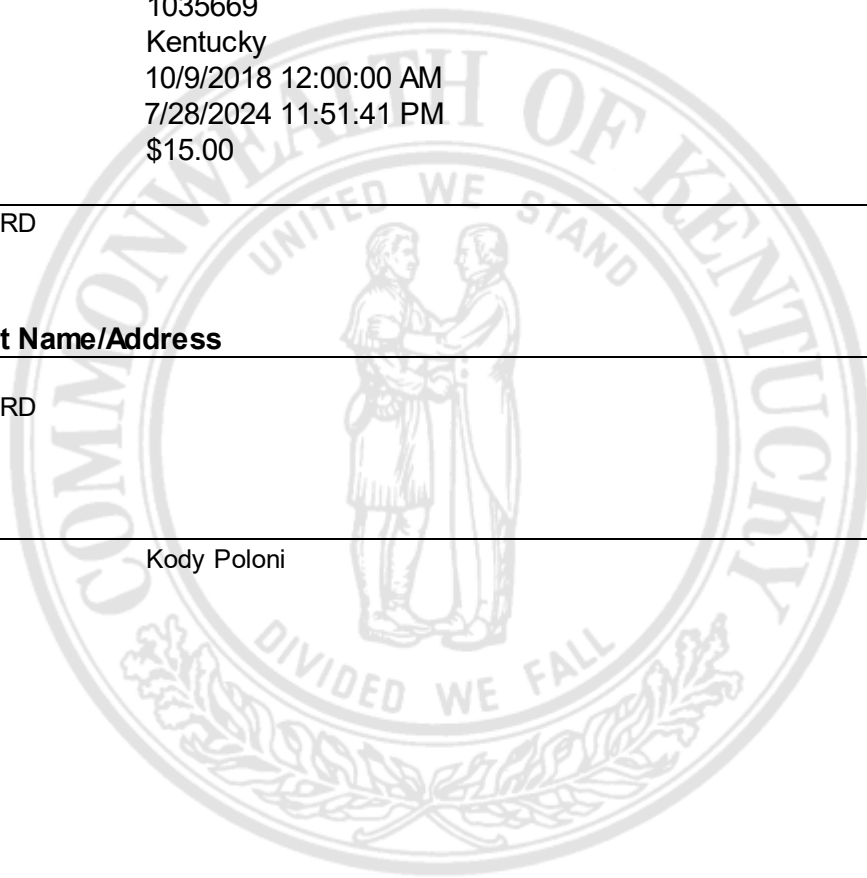 1035669
Kentucky
10/9/2018 12:00:00 AM
7/28/2024 11:51:41 PM
$15.00
RD
t Name/Address
RD
Kody Poloni
COMMONWEALTH OF KENTUCKY
UNITED WE STAND
DIVIDED WE FALL